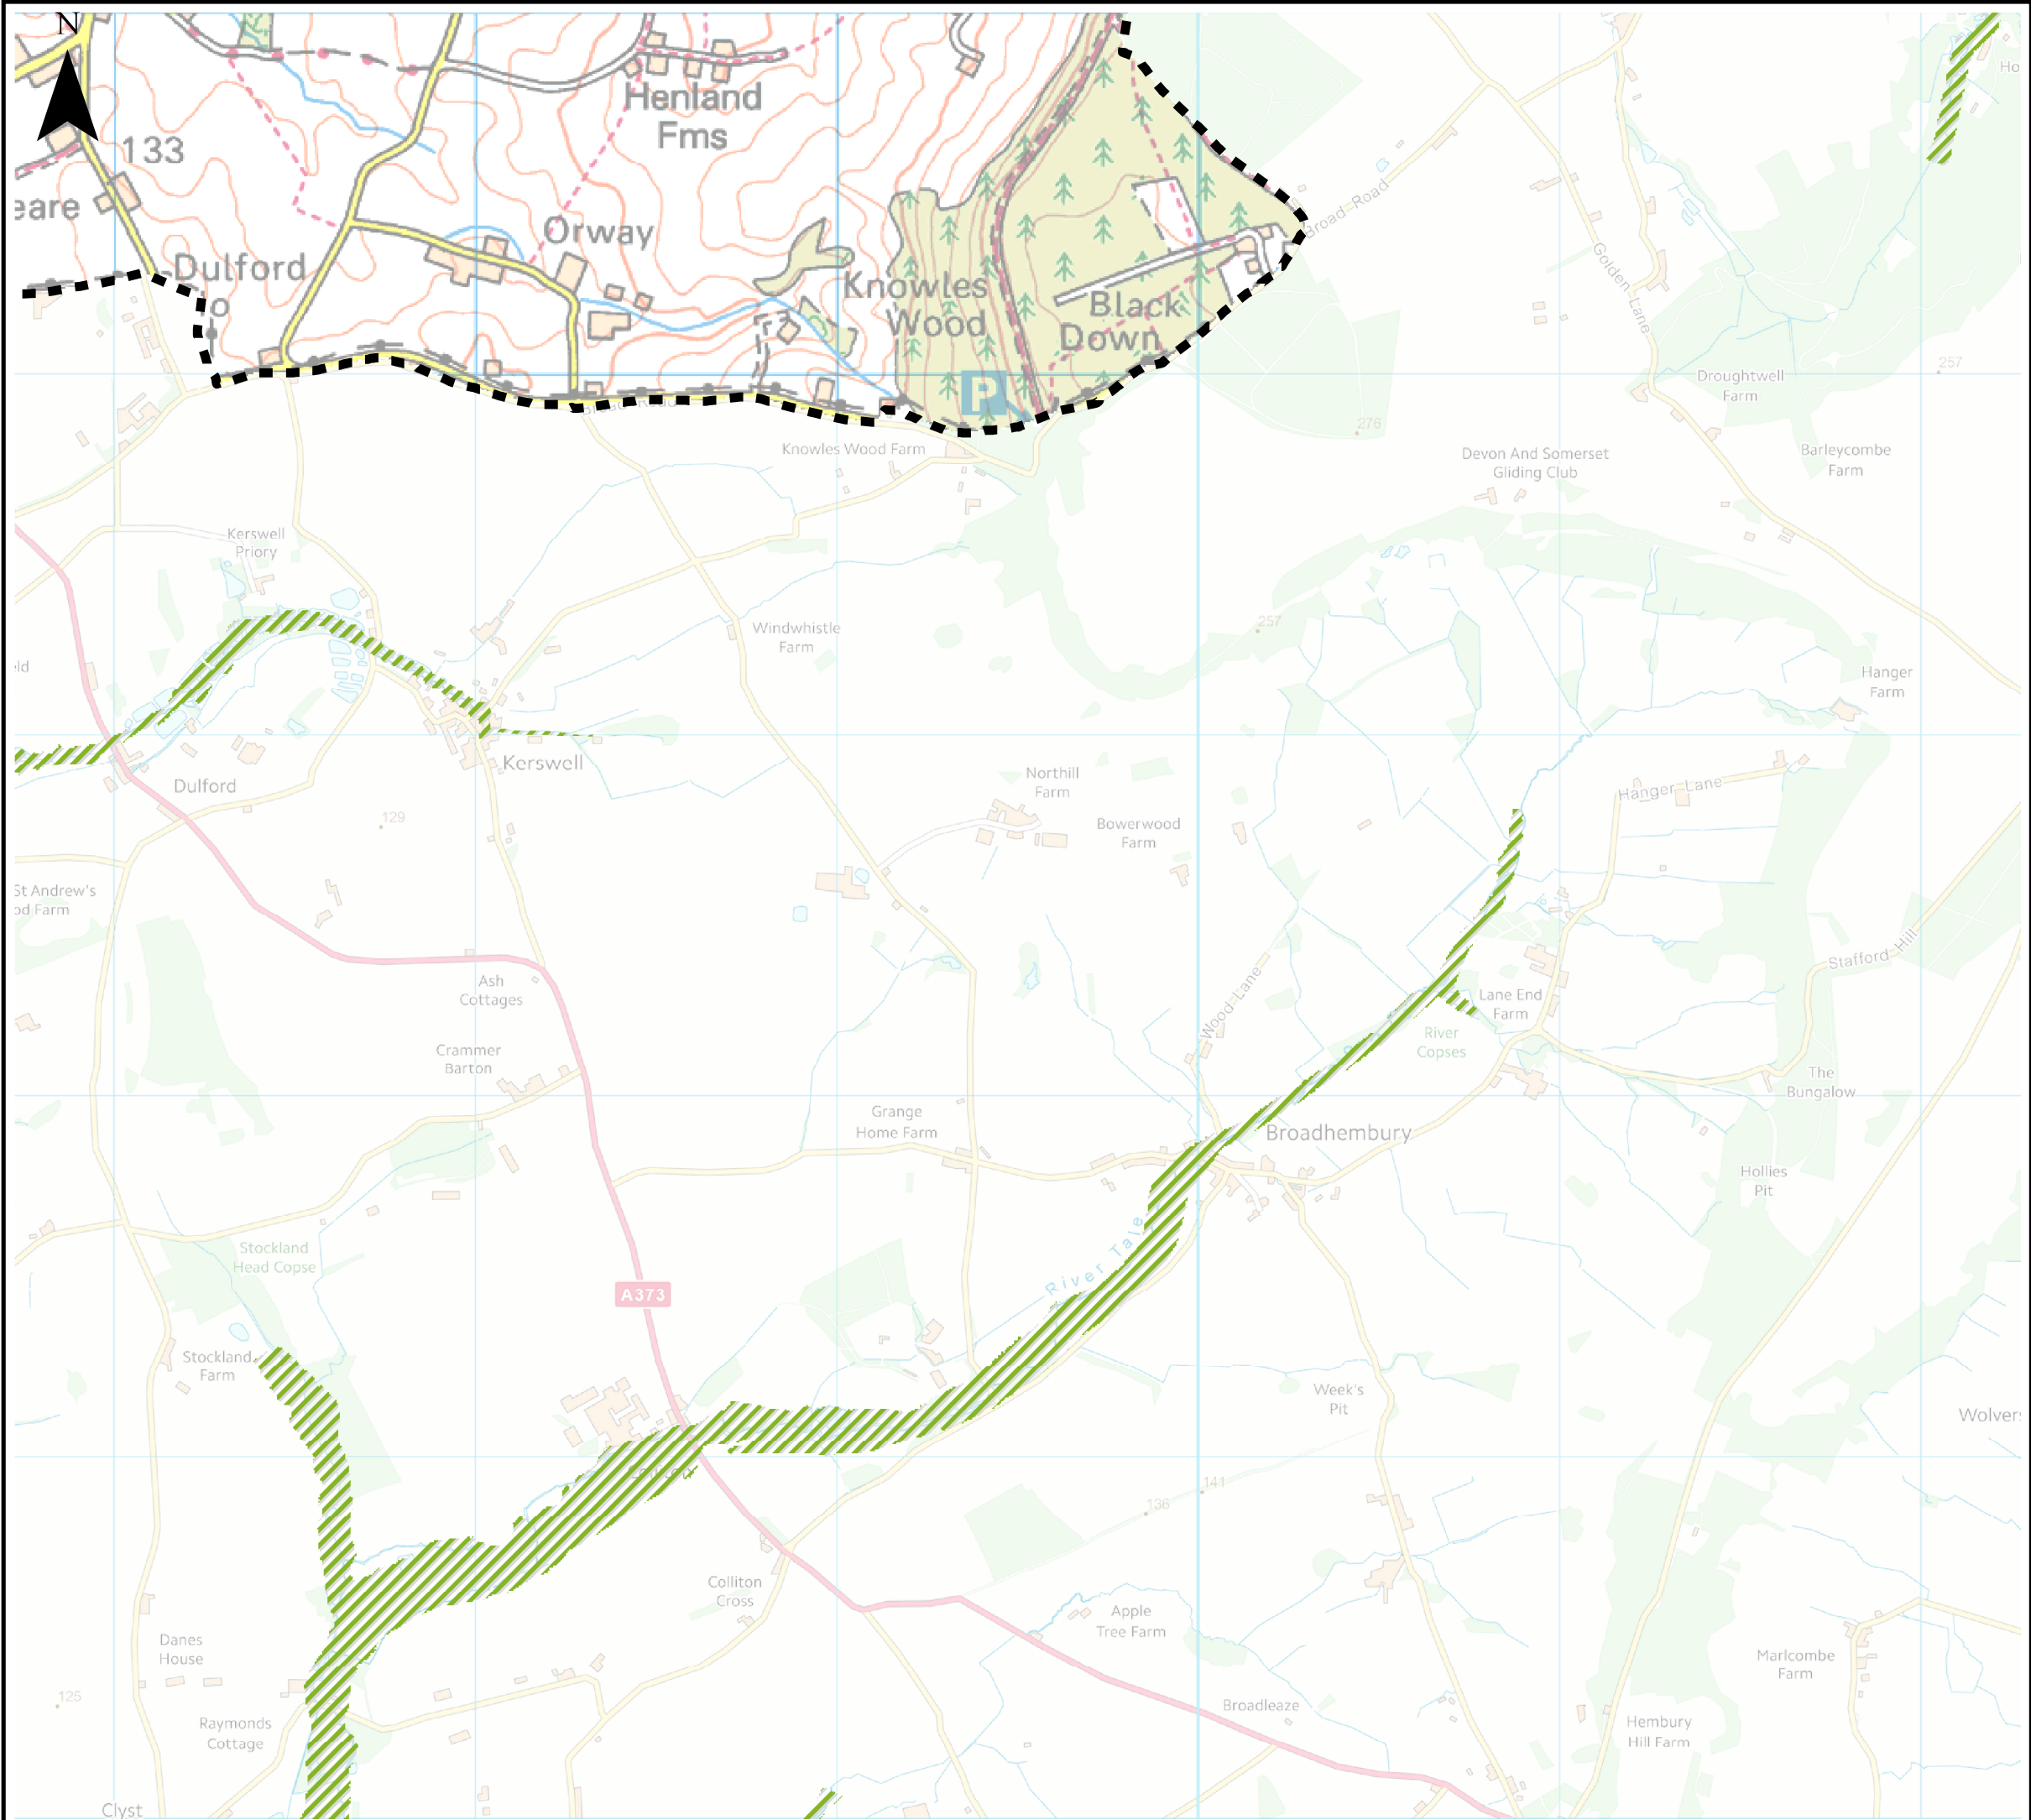 N
Ho
Henland
Fms
133
eare
Orway
Broad-Road
Golden-Lane
Dulford
Knowles
Wood
Black
Down
257
P
Droughtwell
Farm
276
Knowles Wood Farm
Devon And Somerset
Gliding Club
Barleycombe
Farm
Kerswell
Priory
Windwhistle
Farm
257
eld
Hanger
Farm
Kerswell
Dulford
Northill
Farm
Hanger-Lane
129
Bowerwood
Farm
St Andrew's
od Farm
Stafford Hill
Ash
Cottages
Wood-Lane
Lane End
Farm
River
Copses
Crammer
Barton
The
Bungalow
Grange
Home Farm
Broadhembury
Hollies
Pit
River Tale
Stockland
Head Copse
A373
Stockland
Farm
Week's
Pit
Wolver
141
136
Colliton
Cross
Apple
Tree Farm
Danes
House
Marlcombe
Farm
125
Broadleaze
Raymonds
Cottage
Hembury
Hill Farm
Clyst